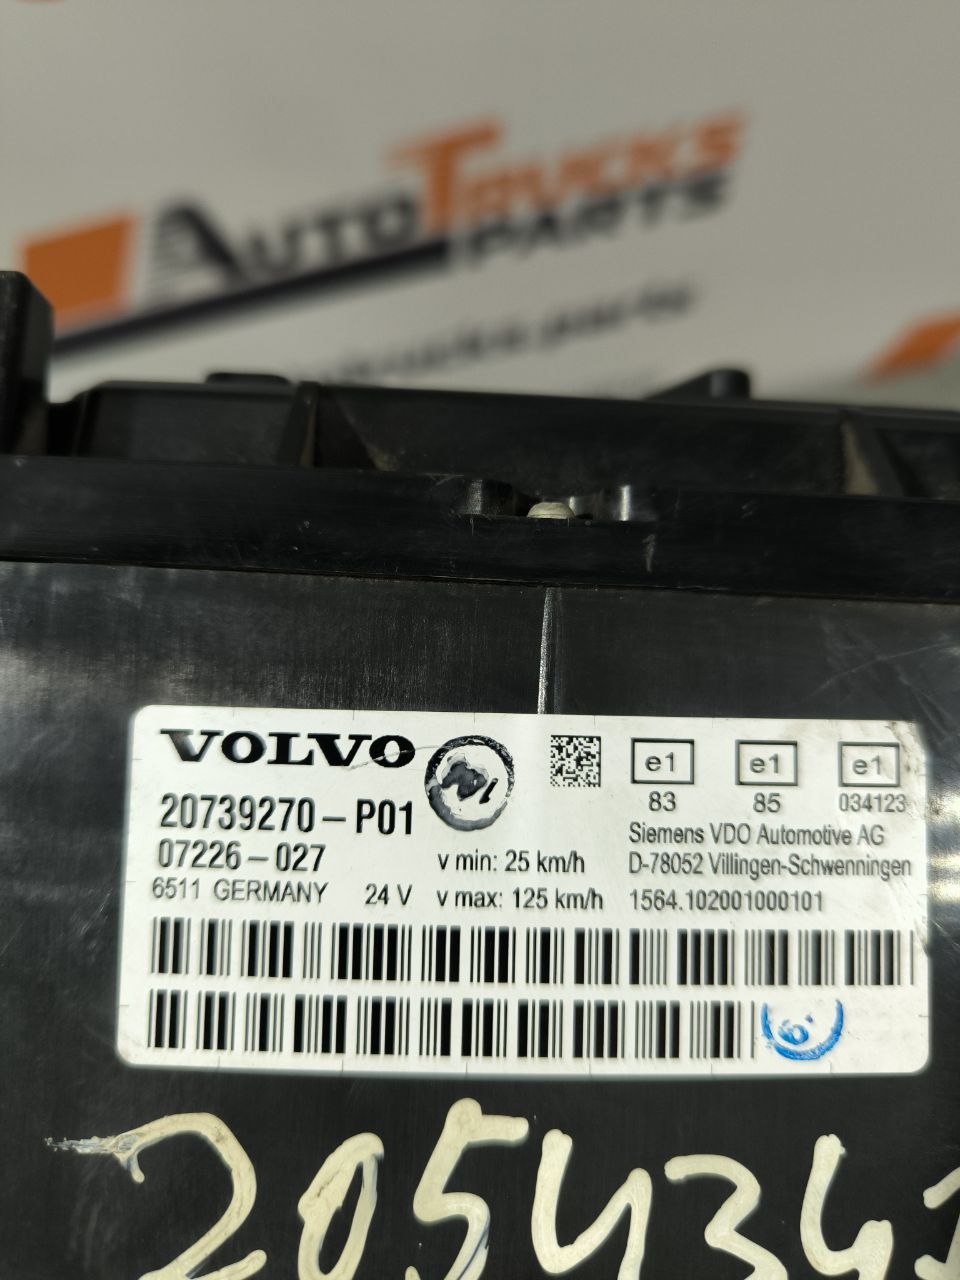 AUTOTRUCKS
PARTS
VOLVO
20739270-P01
07226-027
6511 GERMANY 24 V
v min: 25 km/h
v max: 125 km/h
e1 e1 e1
83 85 034123
Siemens VDO Automotive AG
D-78052 Villingen-Schwenningen
1564.102001000101